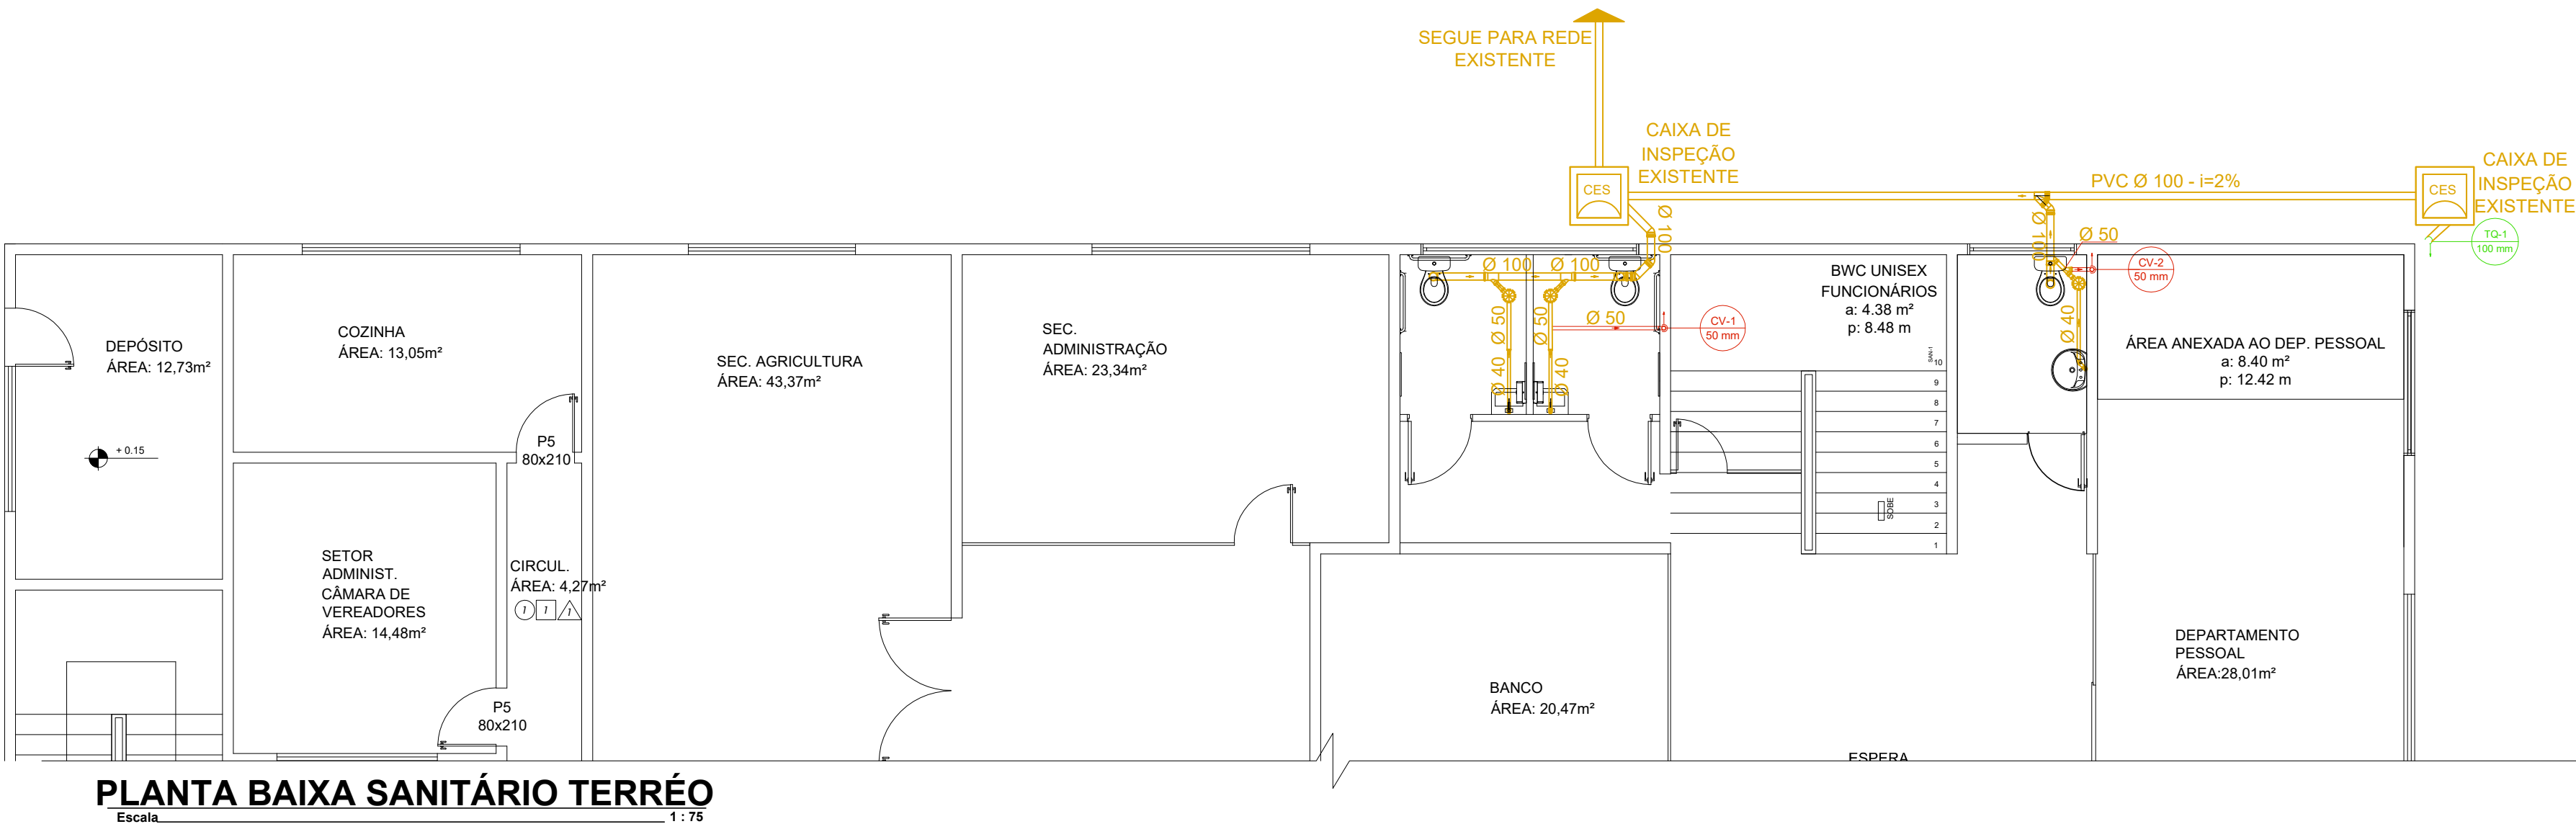 SEGUE PARA REDE
EXISTENTE
CAIXA DE
INSPEÇÃO
EXISTENTE
CES
PVC Ø 100 - i=2%
CES
CAIXA DE
INSPEÇÃO
EXISTENTE
TQ-1
100 mm
Ø 100
Ø 100
Ø 50
CV-2
50 mm
Ø 100
Ø 100
Ø 50
Ø 50
Ø 50
CV-1
50 mm
Ø 40
Ø 40
Ø 40
BWC UNISEX
FUNCIONÁRIOS
a: 4.38 m²
p: 8.48 m
SAN-1
10
9
8
7
6
5
4
3
2
1
SOBE
ÁREA ANEXADA AO DEP. PESSOAL
a: 8.40 m²
p: 12.42 m
DEPÓSITO
ÁREA: 12,73m²
+ 0.15
COZINHA
ÁREA: 13,05m²
P5
80x210
SEC. AGRICULTURA
ÁREA: 43,37m²
SEC.
ADMINISTRAÇÃO
ÁREA: 23,34m²
SETOR
ADMINIST.
CÂMARA DE
VEREADORES
ÁREA: 14,48m²
CIRCUL.
ÁREA: 4,27m²
1 1 1
P5
80x210
BANCO
ÁREA: 20,47m²
ESPERA
DEPARTAMENTO
PESSOAL
ÁREA:28,01m²
PLANTA BAIXA SANITÁRIO TERRÉO
Escala 1 : 75